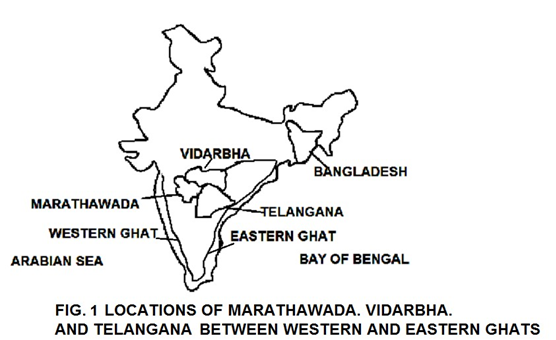 VIDARBHA
BANGLADESH
MARATHAWADA
TELANGANA
WESTERN GHAT
EASTERN GHAT
ARABIAN SEA
BAY OF BENGAL
FIG. 1 LOCATIONS OF MARATHAWADA. VIDARBHA.
AND TELANGANA BETWEEN WESTERN AND EASTERN GHATS